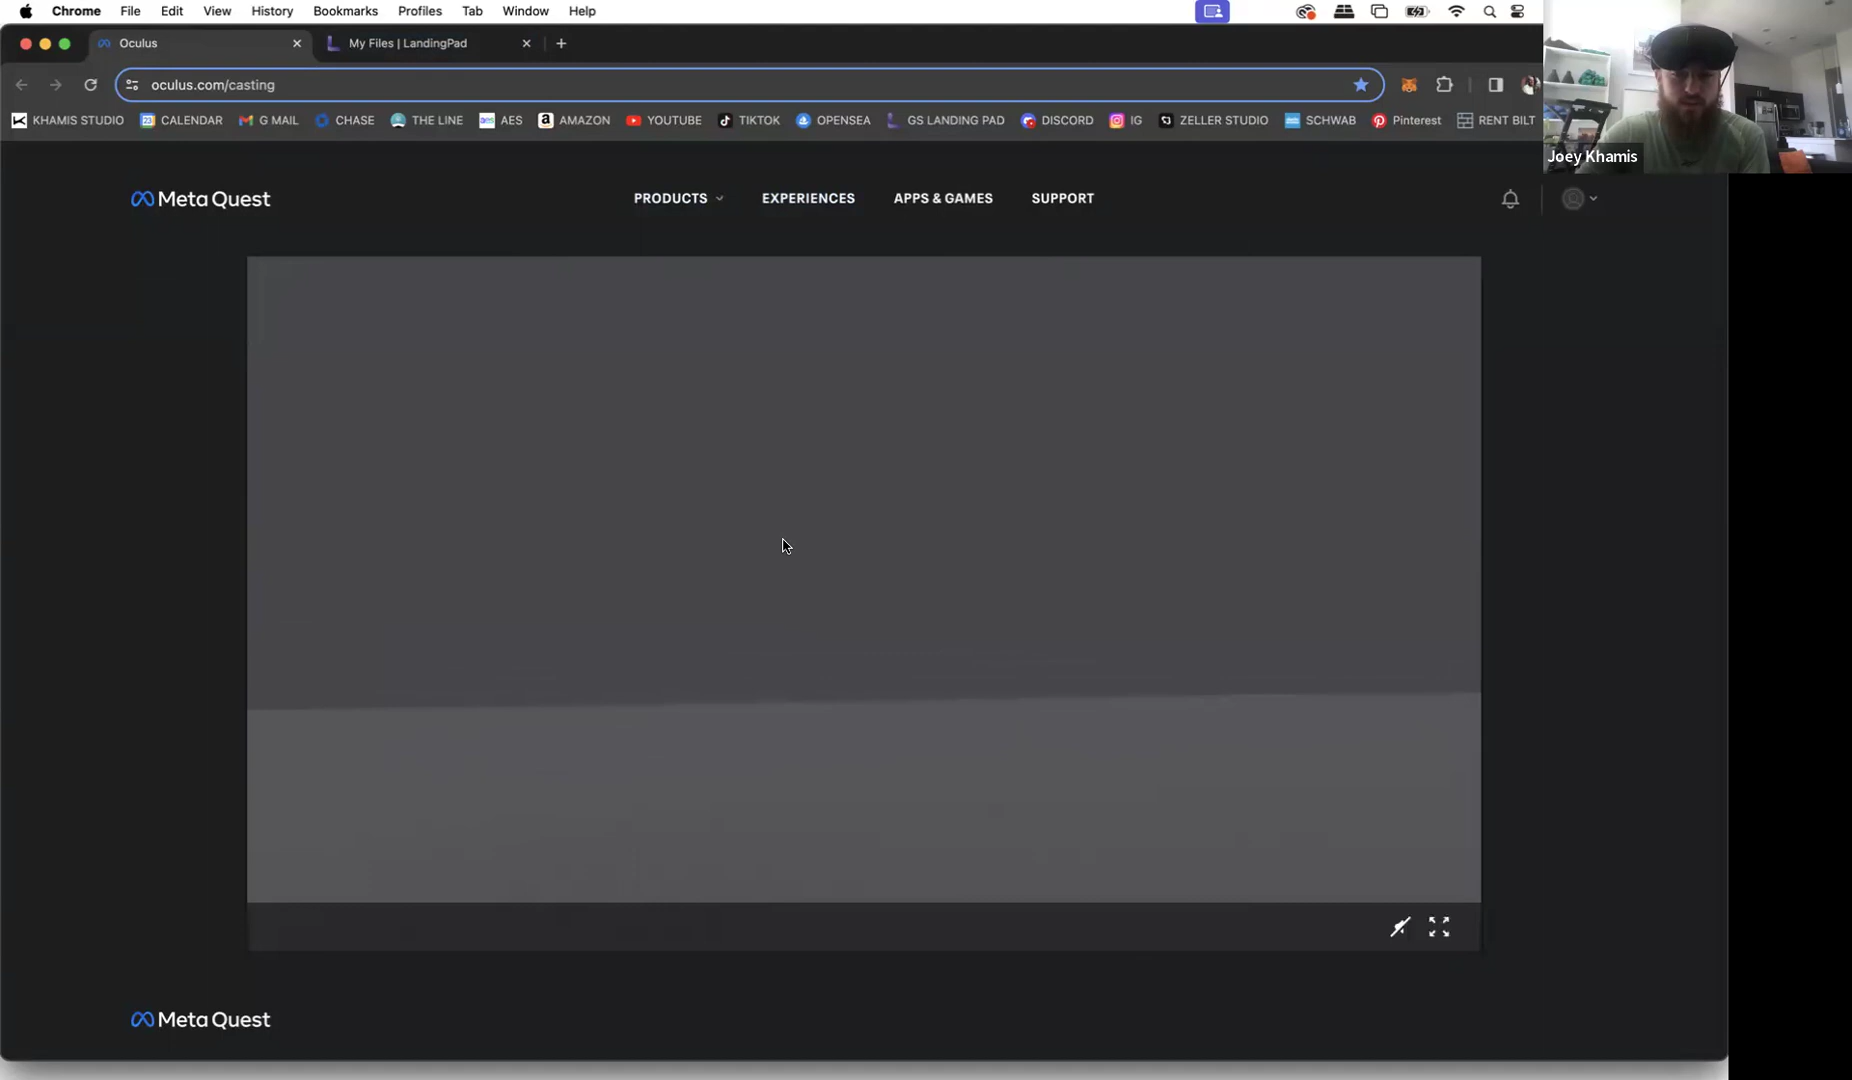 Chrome File Edit View History Bookmarks Profiles Tab Window Help
Oculus My Files | LandingPad
oculus.com/casting
KHAMIS STUDIO CALENDAR G MAIL CHASE THE LINE AES AMAZON YOUTUBE TIKTOK OPENSEA GS LANDING PAD DISCORD IG ZELLER STUDIO SCHWAB Pinterest RENT BILT
Joey Khamis
Meta Quest PRODUCTS EXPERIENCES APPS & GAMES SUPPORT
Meta Quest